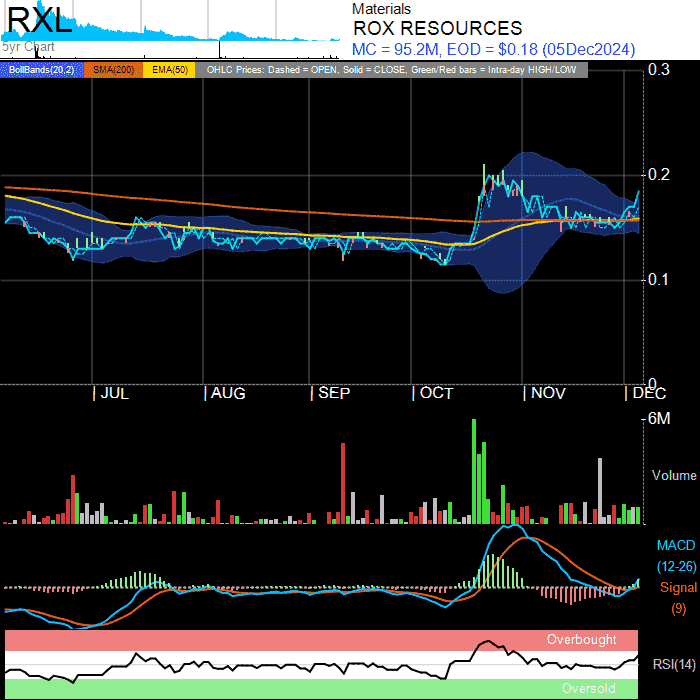 RXL
5yr Chart
Materials
ROX RESOURCES
MC = 95.2M, EOD = $0.18 (05Dec2024)
BollBands(20,2) SMA(200) EMA(50) OHLC Prices: Dashed = OPEN, Solid = CLOSE, Green/Red bars = Intra-day HIGH/LOW
0.3
0.2
0.1
0
| JUL | AUG | SEP | OCT | NOV | DEC
6M
Volume
MACD
(12-26)
Signal
(9)
Overbought
RSI(14)
Oversold